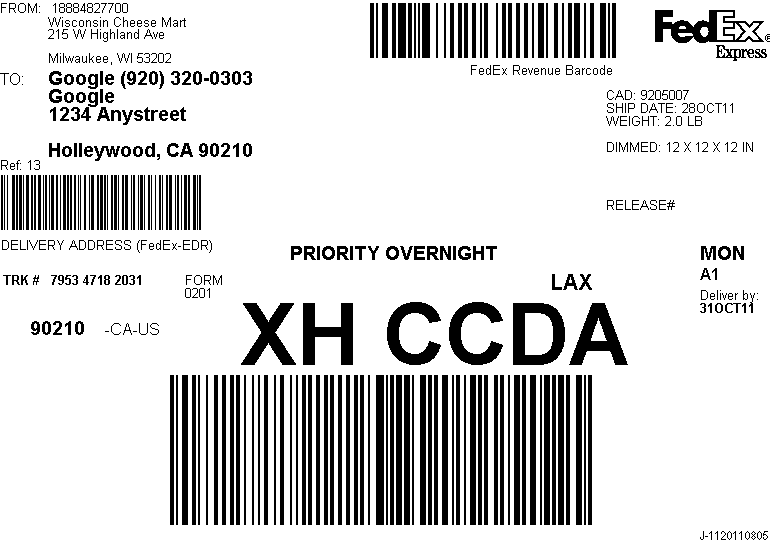 FROM: 18884827700
Wisconsin Cheese Mart
215 W Highland Ave
Milwaukee, WI 53202
FedEx Express
FedEx Revenue Barcode
TO: Google (920) 320-0303
Google
1234 Anystreet
Holleywood, CA 90210
CAD: 9205007
SHIP DATE: 28OCT11
WEIGHT: 2.0 LB
DIMMED: 12 X 12 X 12 IN
Ref: 13
RELEASE#
DELIVERY ADDRESS (FedEx-EDR)
PRIORITY OVERNIGHT
MON
A1
Deliver by:
31OCT11
TRK # 7953 4718 2031 FORM
0201
LAX
90210 -CA-US
XH CCDA
J-1120110805